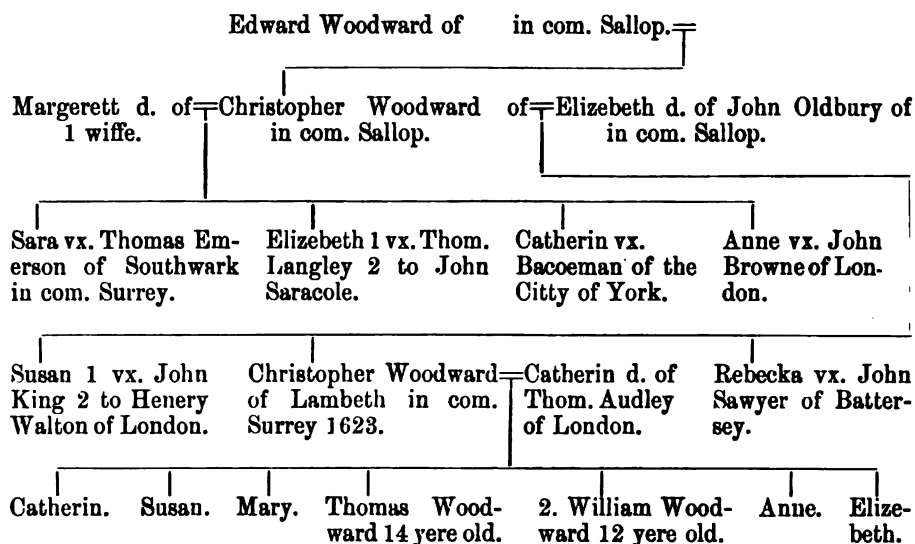 Edward Woodward of in com. Sallop.
Margerett d. of Christopher Woodward of Elizebeth d. of John Oldbury of
1 wiffe. in com. Sallop. in com. Sallop.
Sara vx. Thomas Em-
erson of Southwark
in com. Surrey.
Elizebeth 1 vx. Thom.
Langley 2 to John
Saracole.
Catherin vx.
Bacoeman of the
Citty of York.
Anne vx. John
Browne of Lon-
don.
Susan 1 vx. John
King 2 to Henery
Walton of London.
Christopher Woodward
of Lambeth in com.
Surrey 1623.
Catherin d. of
Thom. Audley
of London.
Rebecka vx. John
Sawyer of Batter-
sey.
Catherin.
Susan.
Mary.
Thomas Wood-
ward 14 yere old.
2. William Wood-
ward 12 yere old.
Anne.
Elize-
beth.